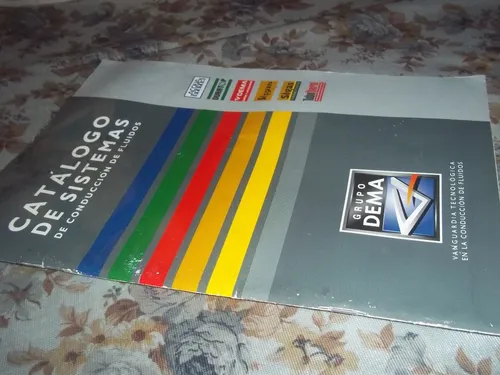 CATÁLOGO
DE SISTEMAS
DE CONDUCCIÓN DE FLUIDOS
GRUPO
DEMA
VANGUARDIA TECNOLÓGICA
EN LA CONDUCCIÓN DE FLUIDOS